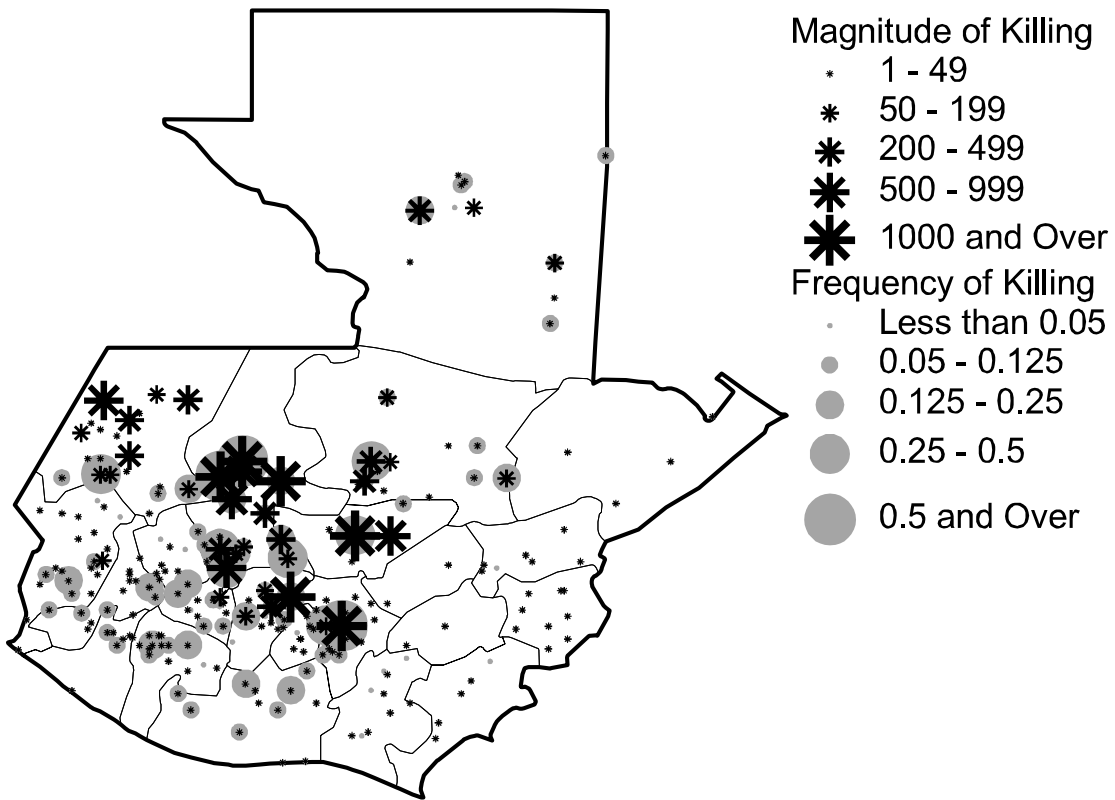 Magnitude of Killing
1 - 49
50 - 199
200 - 499
500 - 999
1000 and Over
Frequency of Killing
Less than 0.05
0.05 - 0.125
0.125 - 0.25
0.25 - 0.5
0.5 and Over